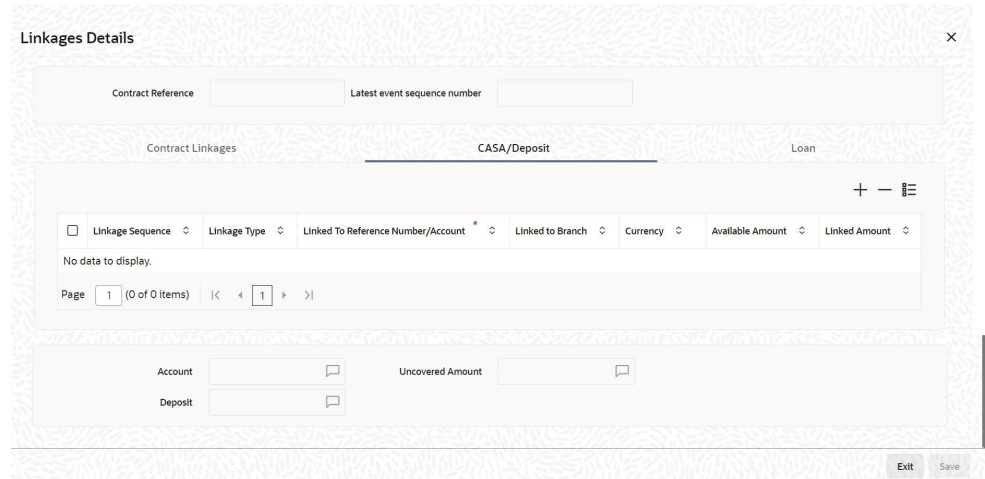 Linkages Details
Contract Reference Latest event sequence number
Contract Linkages CASA/Deposit Loan
Linkage Sequence Linkage Type Linked To Reference Number/Account * Linked to Branch Currency Available Amount Linked Amount
No data to display.
Page 1 (0 of 0 items) 1
Account Uncovered Amount
Deposit
Exit Save